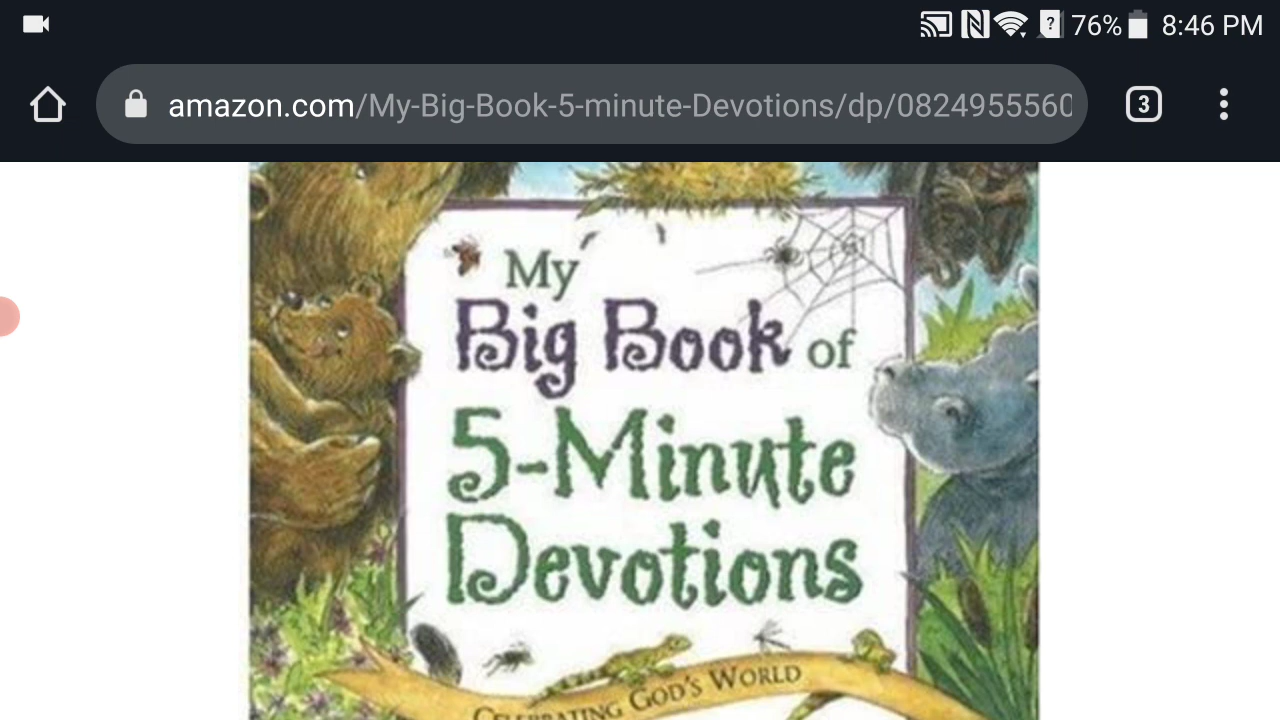 76% 8:46 PM
amazon.com/My-Big-Book-5-minute-Devotions/dp/0824955560
3
My
Big Book of
5-Minute
Devotions
CELEBRATING GOD'S WORLD